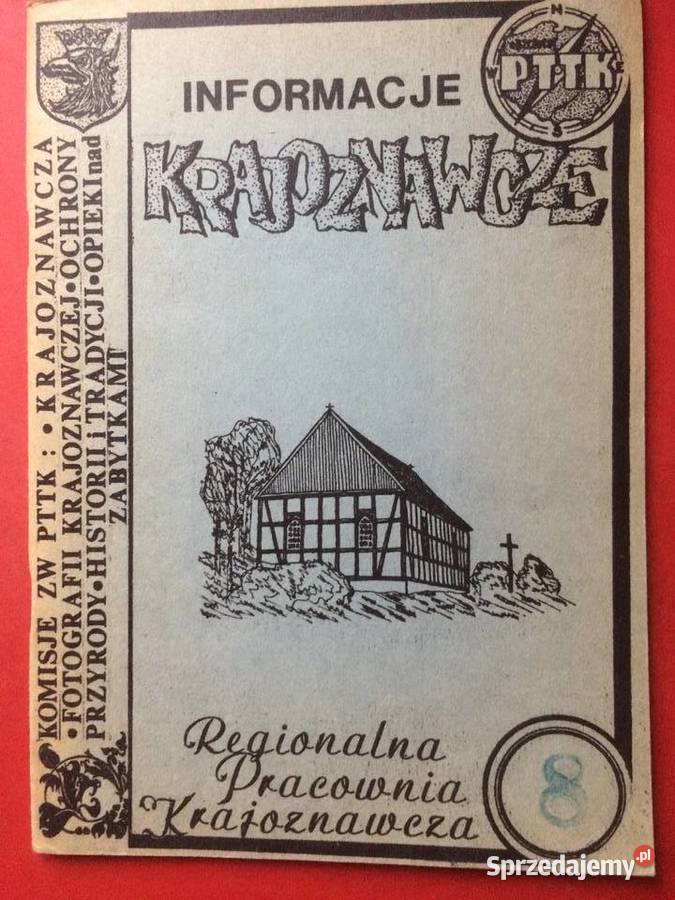 INFORMACJE
KRAJOZNAWCZE
N
W PTTK E
S
KOMISJE ZW PTTK : • KRAJOZNAWCZA
• FOTOGRAFII KRAJOZNAWCZEJ • OCHRONY
PRZYRODY • HISTORII i TRADYCJI • OPIEKI nad
ZABYTKAMI
Regionalna
Pracownia
Krajoznawcza
8
Sprzedajemy.pl